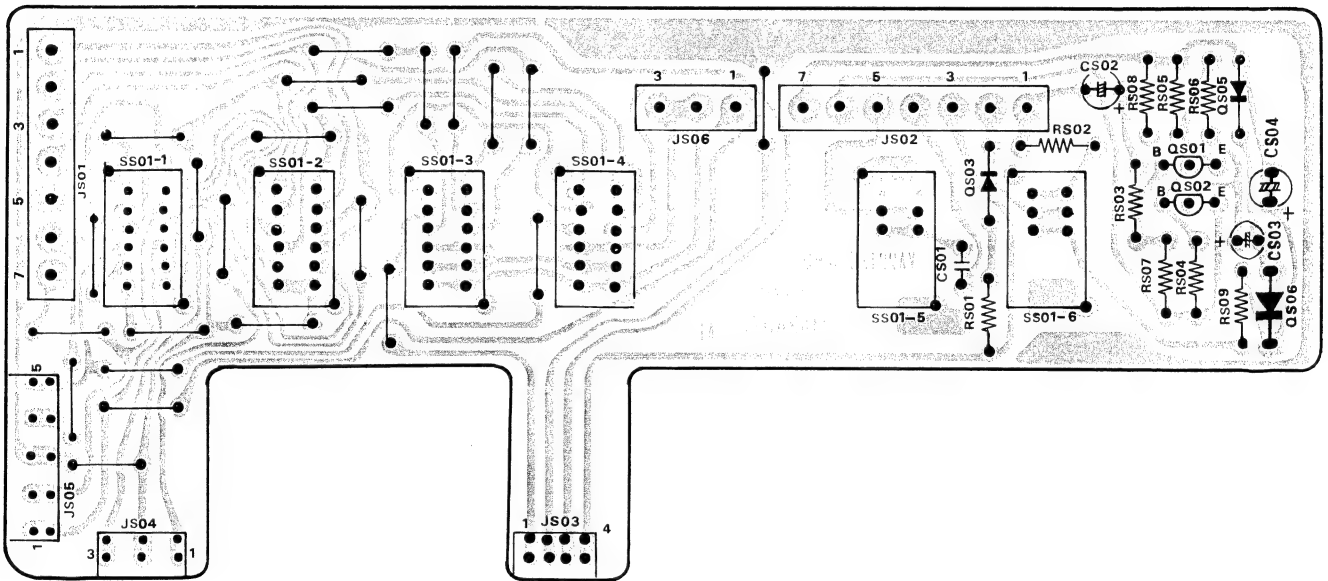 1
3
5
7
JS01
SS01-1
SS01-2
SS01-3
SS01-4
3
1
JS06
7
5
3
1
JS02
CS02
+
RS08
RS05
RS06
QS05
RS02
QS03
B QS01 E
B QS02 E
CS04
+
RS03
CS01
RS01
SS01-5
SS01-6
RS07
RS04
+
CS03
RS09
QS06
5
1
JS05
JS04
3
1
1 JS03 4